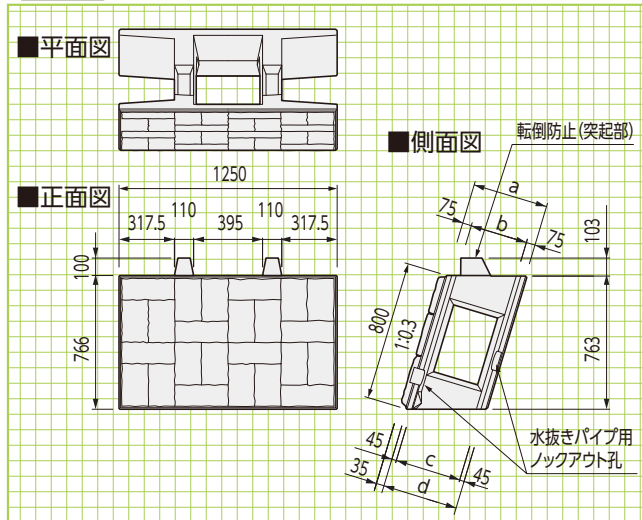 ■平面図
■側面図
転倒防止(突起部)
■正面図
1250
317.5
110
395
110
317.5
100
766
a
75
b
75
103
800
1:0.3
763
45
c
45
35
d
水抜きパイプ用
ノックアウト孔